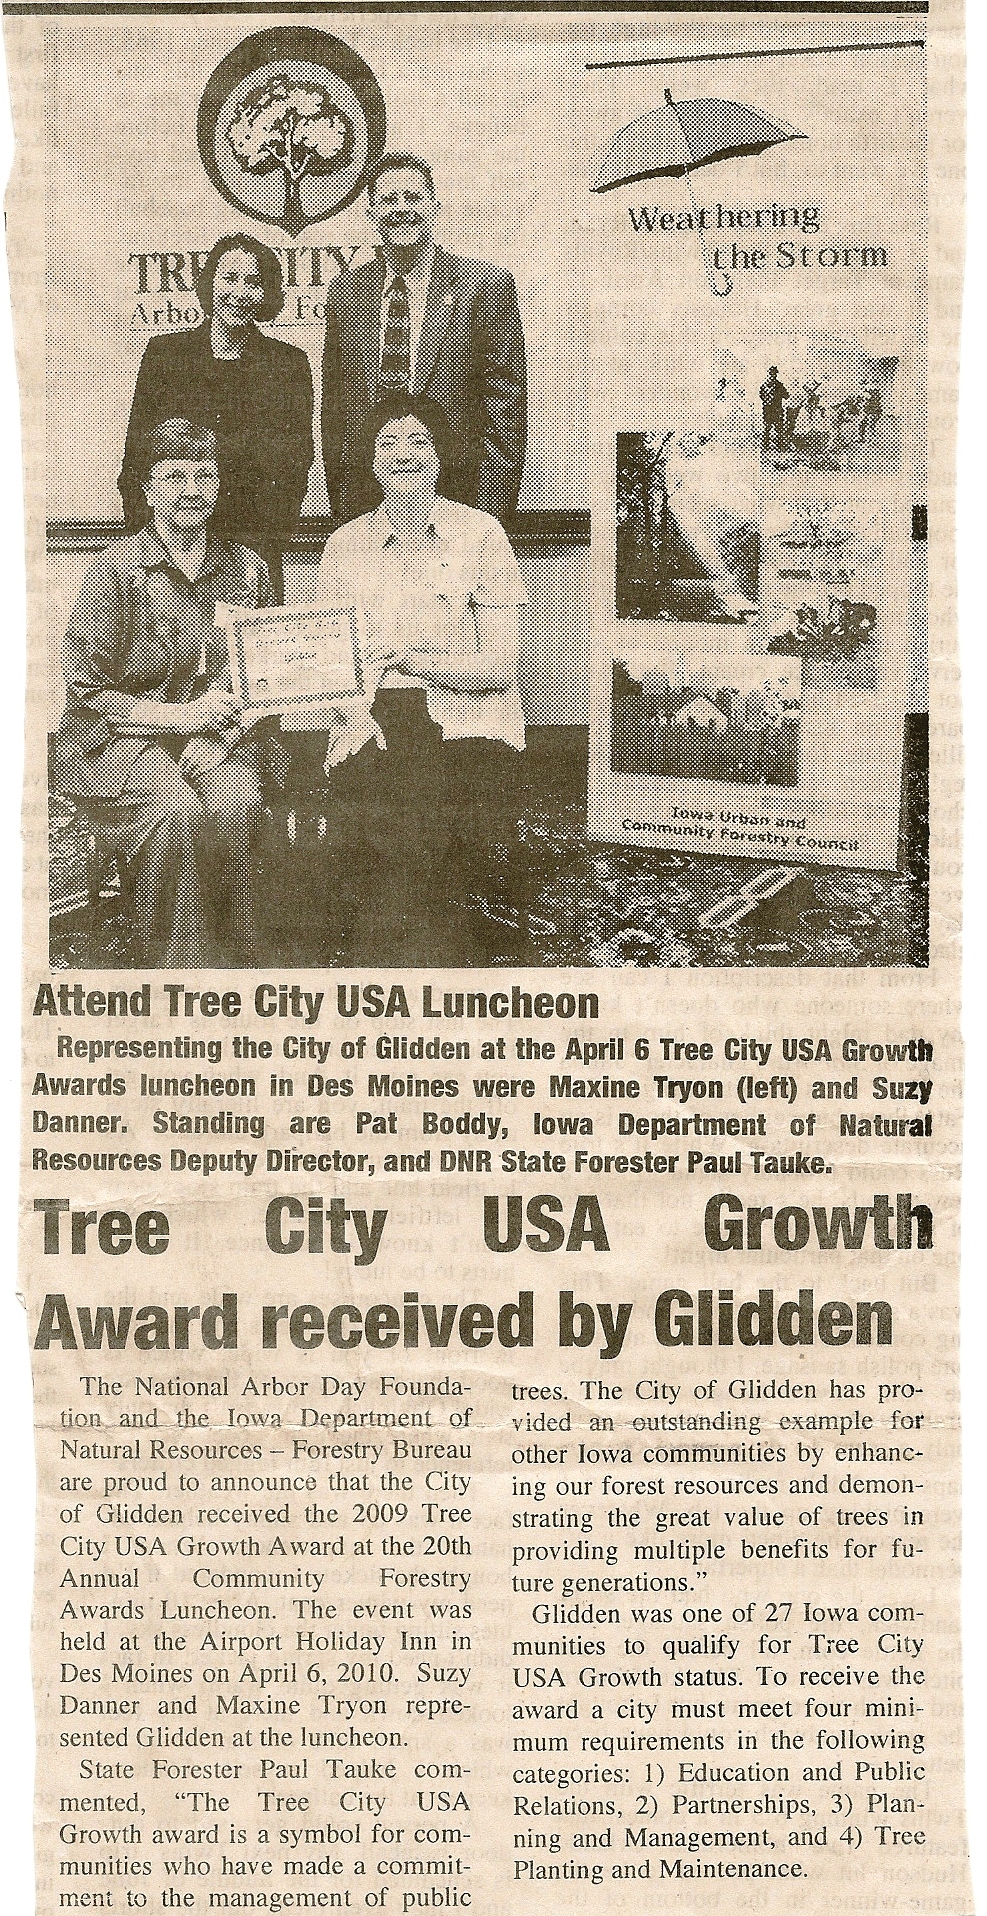 TRE CITY
Arbo Fo
Weathering
the Storm
Iowa Urban and
Community Forestry Council
Attend Tree City USA Luncheon
Representing the City of Glidden at the April 6 Tree City USA Growth
Awards luncheon in Des Moines were Maxine Tryon (left) and Suzy
Danner. Standing are Pat Boddy, Iowa Department of Natural
Resources Deputy Director, and DNR State Forester Paul Tauke.
Tree City USA Growth
Award received by Glidden
The National Arbor Day Founda-
tion and the Iowa Department of
Natural Resources – Forestry Bureau
are proud to announce that the City
of Glidden received the 2009 Tree
City USA Growth Award at the 20th
Annual Community Forestry
Awards Luncheon. The event was
held at the Airport Holiday Inn in
Des Moines on April 6, 2010. Suzy
Danner and Maxine Tryon repre-
sented Glidden at the luncheon.
State Forester Paul Tauke com-
mented, “The Tree City USA
Growth award is a symbol for com-
munities who have made a commit-
ment to the management of public
trees. The City of Glidden has pro-
vided an outstanding example for
other Iowa communities by enhanc-
ing our forest resources and demon-
strating the great value of trees in
providing multiple benefits for fu-
ture generations.”
Glidden was one of 27 Iowa com-
munities to qualify for Tree City
USA Growth status. To receive the
award a city must meet four mini-
mum requirements in the following
categories: 1) Education and Public
Relations, 2) Partnerships, 3) Plan-
ning and Management, and 4) Tree
Planting and Maintenance.